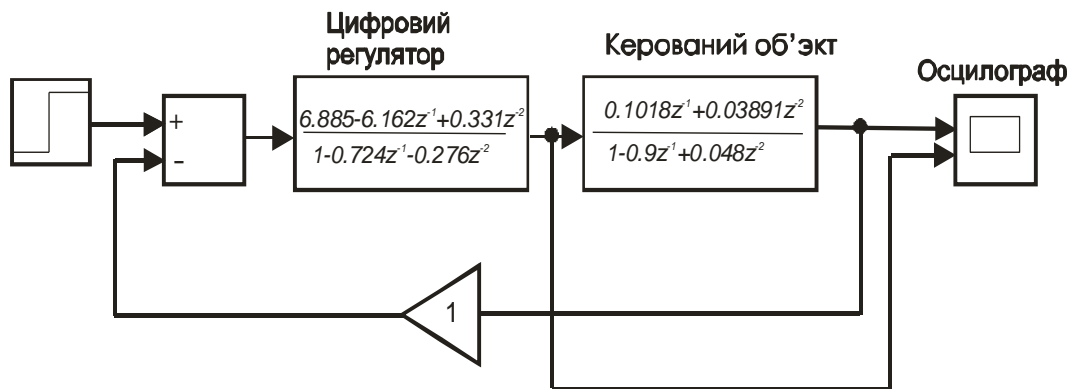 Цифровий
регулятор
Керований об’экт
Осцилограф
+
-
6.885-6.162z⁻¹+0.331z⁻²
1-0.724z⁻¹-0.276z⁻²
0.1018z⁻¹+0.03891z⁻²
1-0.9z⁻¹+0.048z⁻²
1